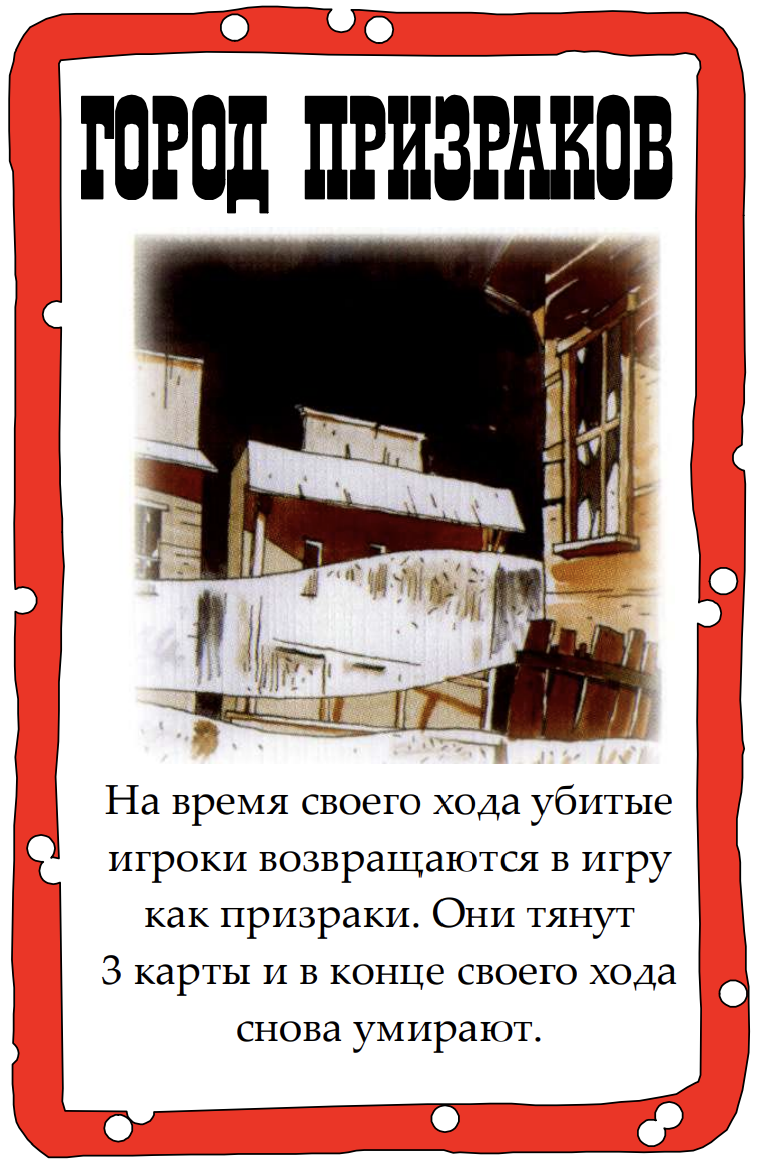 ГОРОД ПРИЗРАКОВ
На время своего хода убитые
игроки возвращаются в игру
как призраки. Они тянут
3 карты и в конце своего хода
снова умирают.